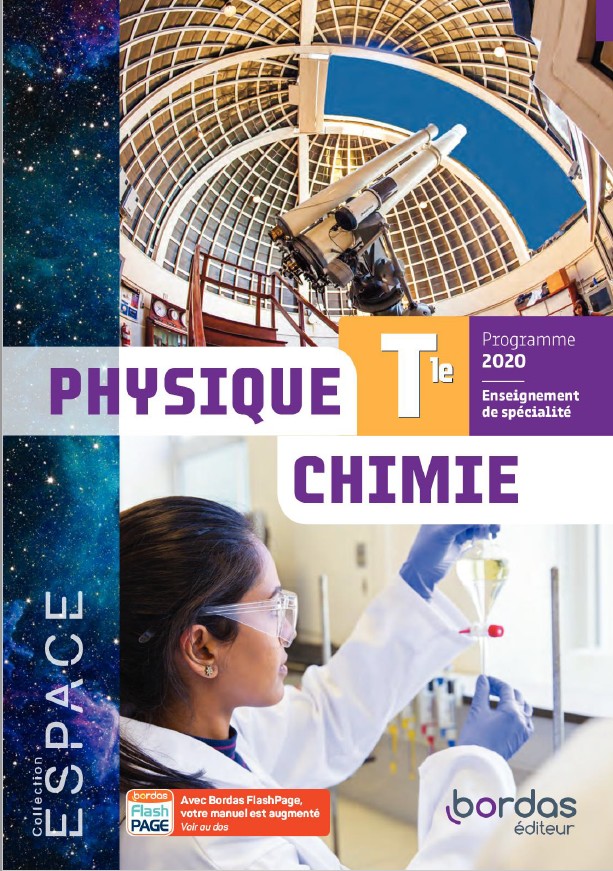 PHYSIQUE
Tle
Programme
2020
Enseignement
de spécialité
CHIMIE
Collection
ESPACE
bordas
Flash
PAGE
Avec Bordas FlashPage,
votre manuel est augmenté
Voir au dos
bordas
éditeur